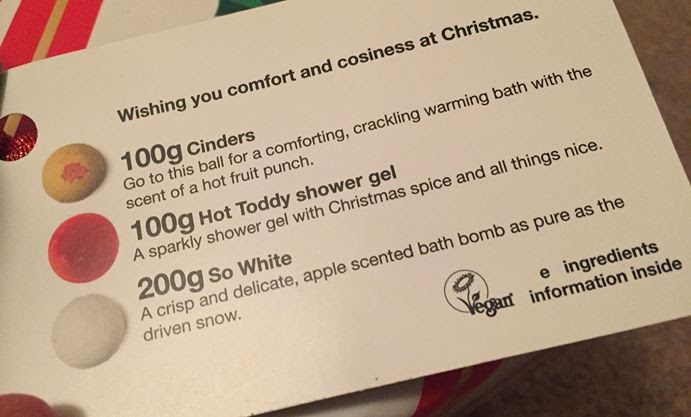 Wishing you comfort and cosiness at Christmas.
100g Cinders
Go to this ball for a comforting, crackling warming bath with the
scent of a hot fruit punch.
100g Hot Toddy shower gel
A sparkly shower gel with Christmas spice and all things nice.
200g So White
A crisp and delicate, apple scented bath bomb as pure as the
driven snow.
Vegan
e ingredients
information inside